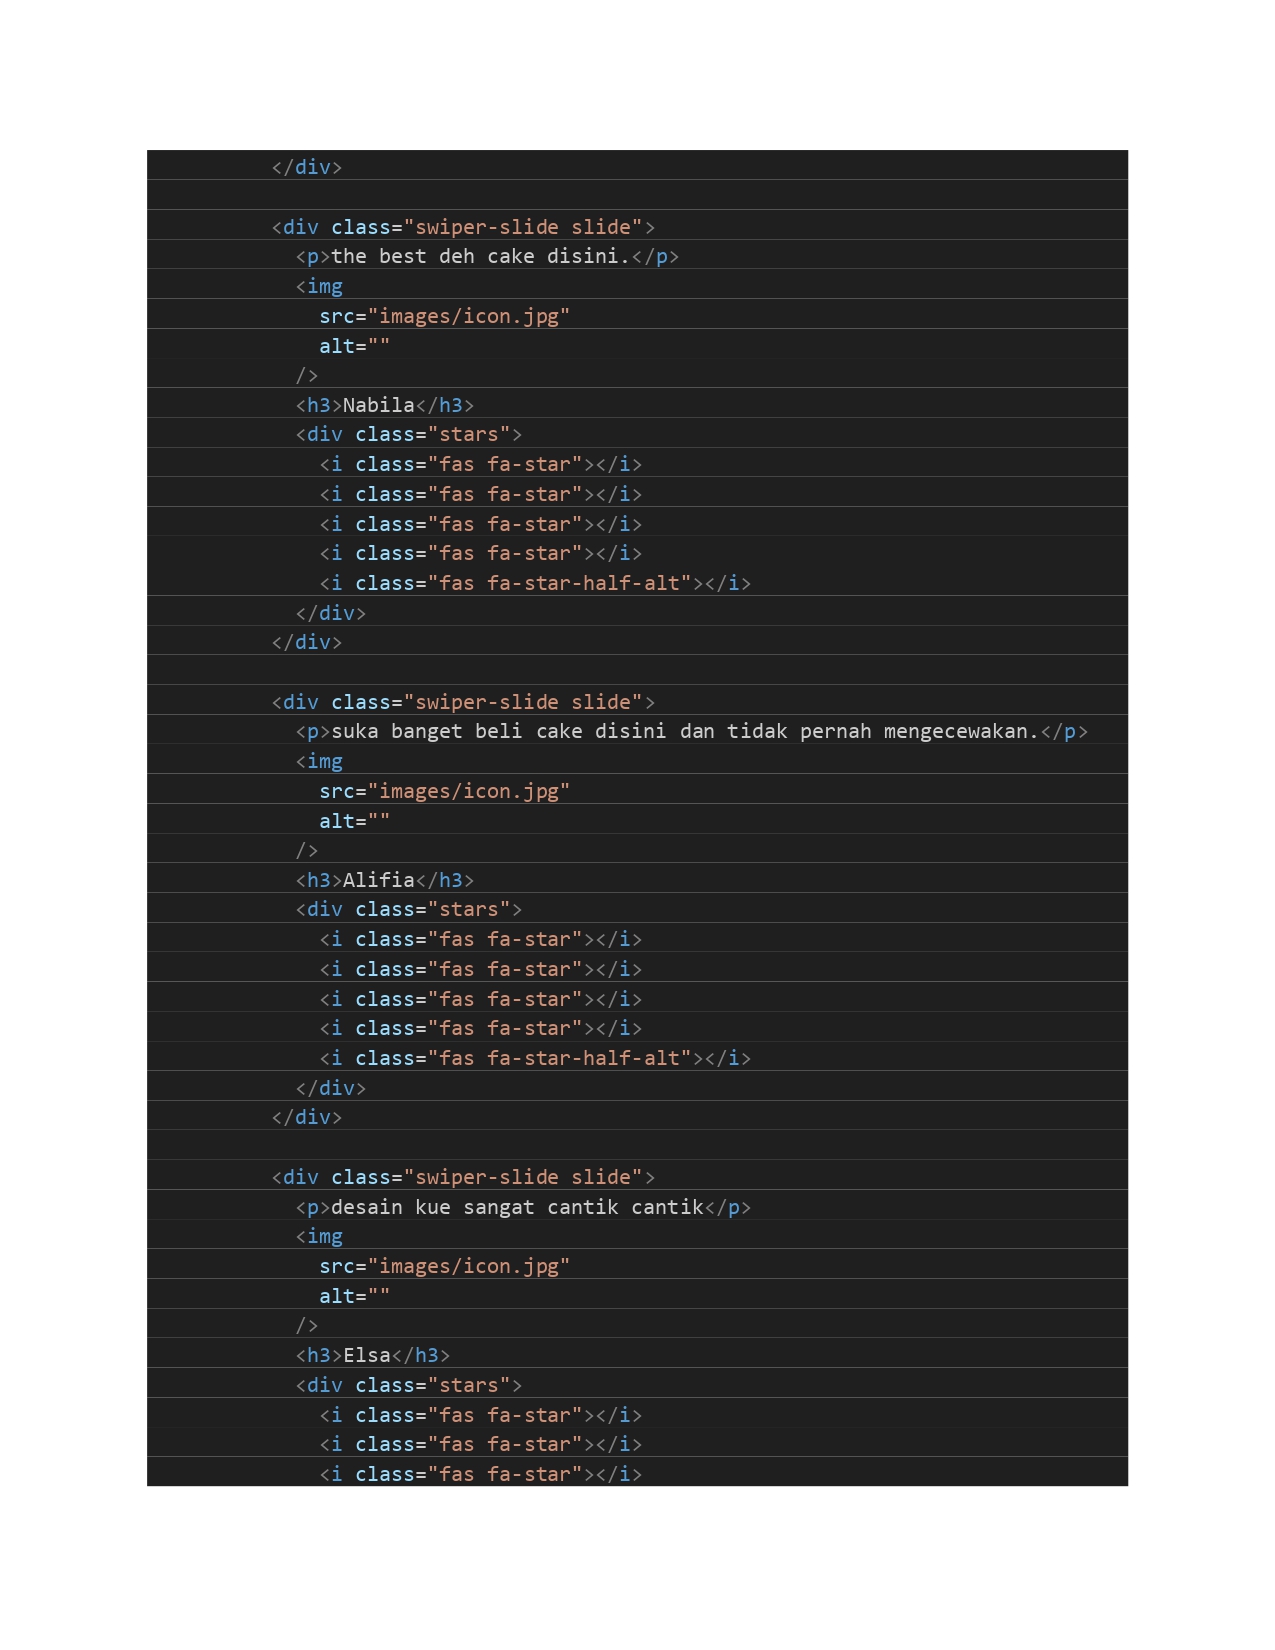 </div>
<div class="swiper-slide slide">
<p>the best deh cake disini.</p>
<img
src="images/icon.jpg"
alt=""
/>
<h3>Nabila</h3>
<div class="stars">
<i class="fas fa-star"></i>
<i class="fas fa-star"></i>
<i class="fas fa-star"></i>
<i class="fas fa-star"></i>
<i class="fas fa-star-half-alt"></i>
</div>
</div>
<div class="swiper-slide slide">
<p>suka banget beli cake disini dan tidak pernah mengecewakan.</p>
<img
src="images/icon.jpg"
alt=""
/>
<h3>Alifia</h3>
<div class="stars">
<i class="fas fa-star"></i>
<i class="fas fa-star"></i>
<i class="fas fa-star"></i>
<i class="fas fa-star"></i>
<i class="fas fa-star-half-alt"></i>
</div>
</div>
<div class="swiper-slide slide">
<p>desain kue sangat cantik cantik</p>
<img
src="images/icon.jpg"
alt=""
/>
<h3>Elsa</h3>
<div class="stars">
<i class="fas fa-star"></i>
<i class="fas fa-star"></i>
<i class="fas fa-star"></i>